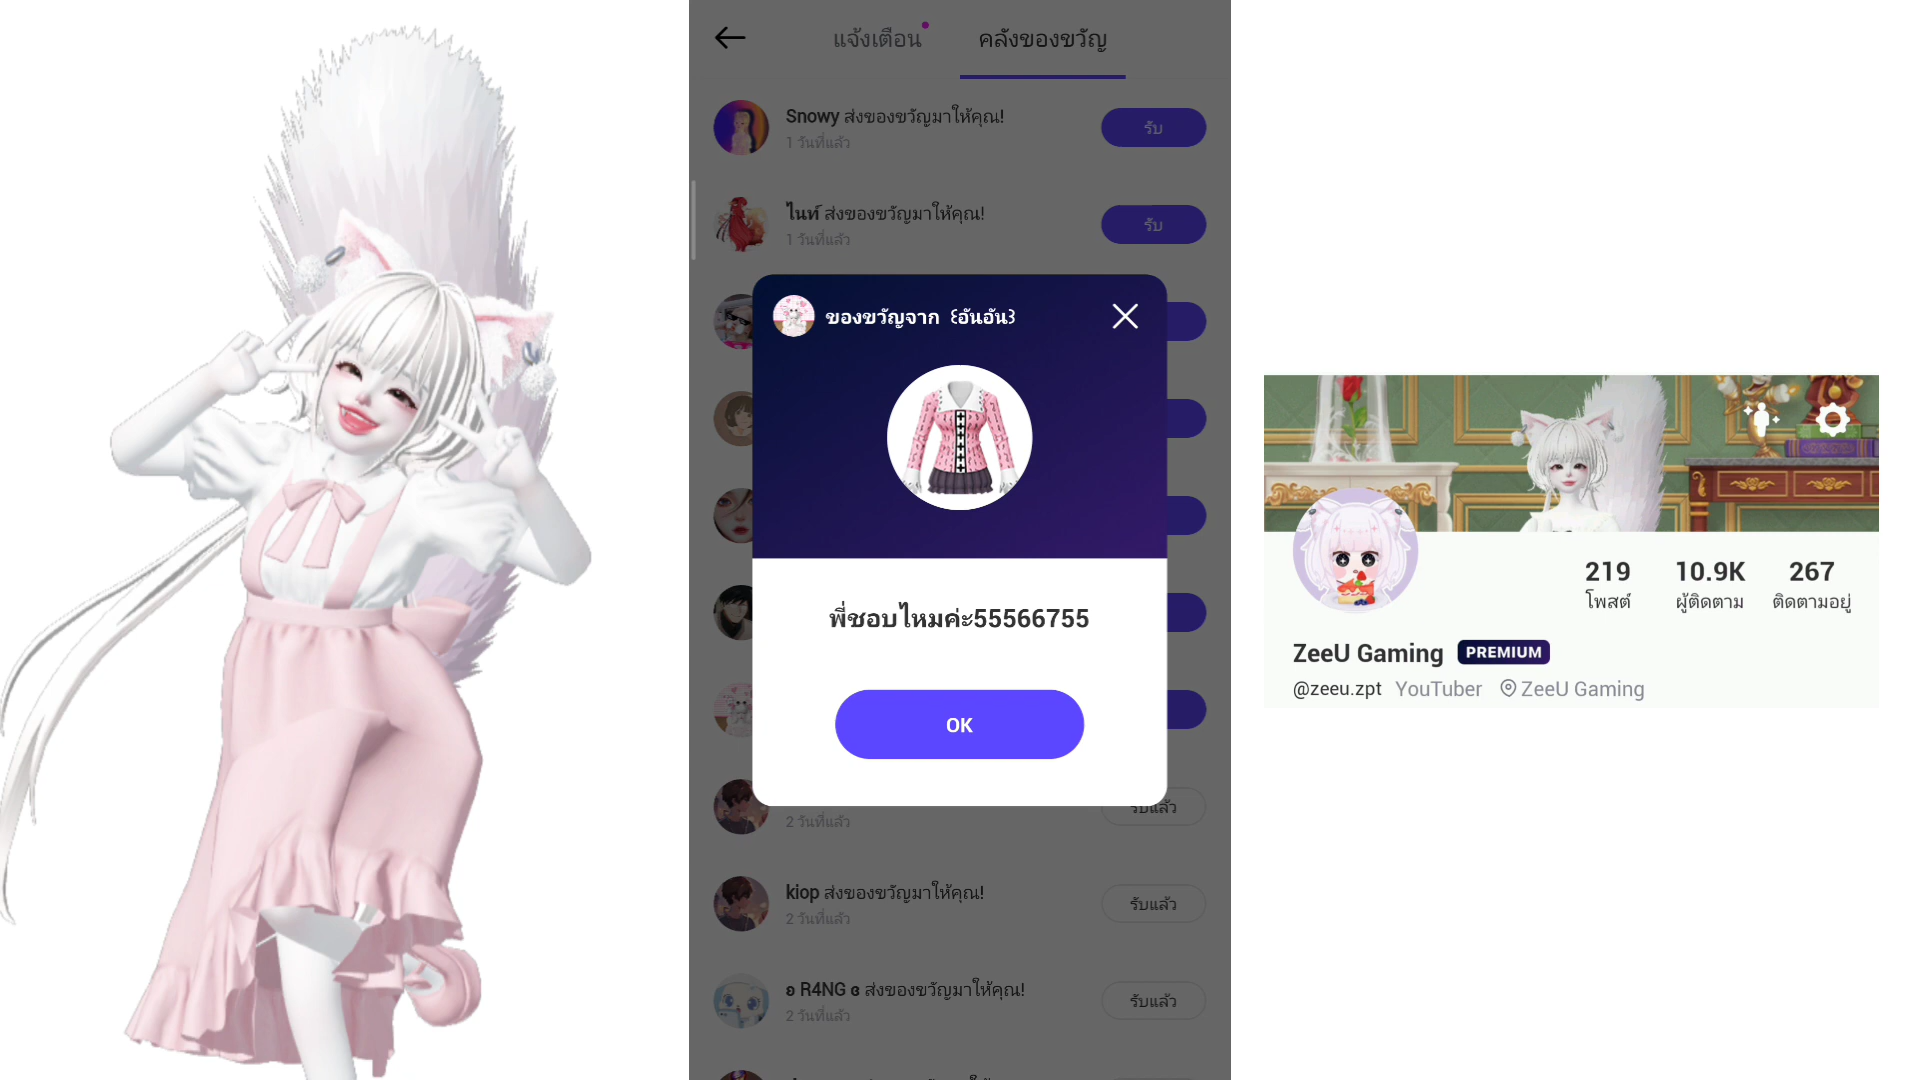 แจ้งเตือน
คลังของขวัญ
Snowy ส่งของขวัญมาให้คุณ!
1 วันที่แล้ว
รับ
ไนท์ ส่งของขวัญมาให้คุณ!
1 วันที่แล้ว
รับ
ของขวัญจาก ꒰อันอัน꒱
พี่ชอบไหมค่ะ55566755
OK
รับแล้ว
2 วันที่แล้ว
kiop ส่งของขวัญมาให้คุณ!
2 วันที่แล้ว
รับแล้ว
ʚ R4NG ɞ ส่งของขวัญมาให้คุณ!
2 วันที่แล้ว
รับแล้ว
219
โพสต์
10.9K
ผู้ติดตาม
267
ติดตามอยู่
ZeeU Gaming PREMIUM
@zeeu.zpt YouTuber ZeeU Gaming